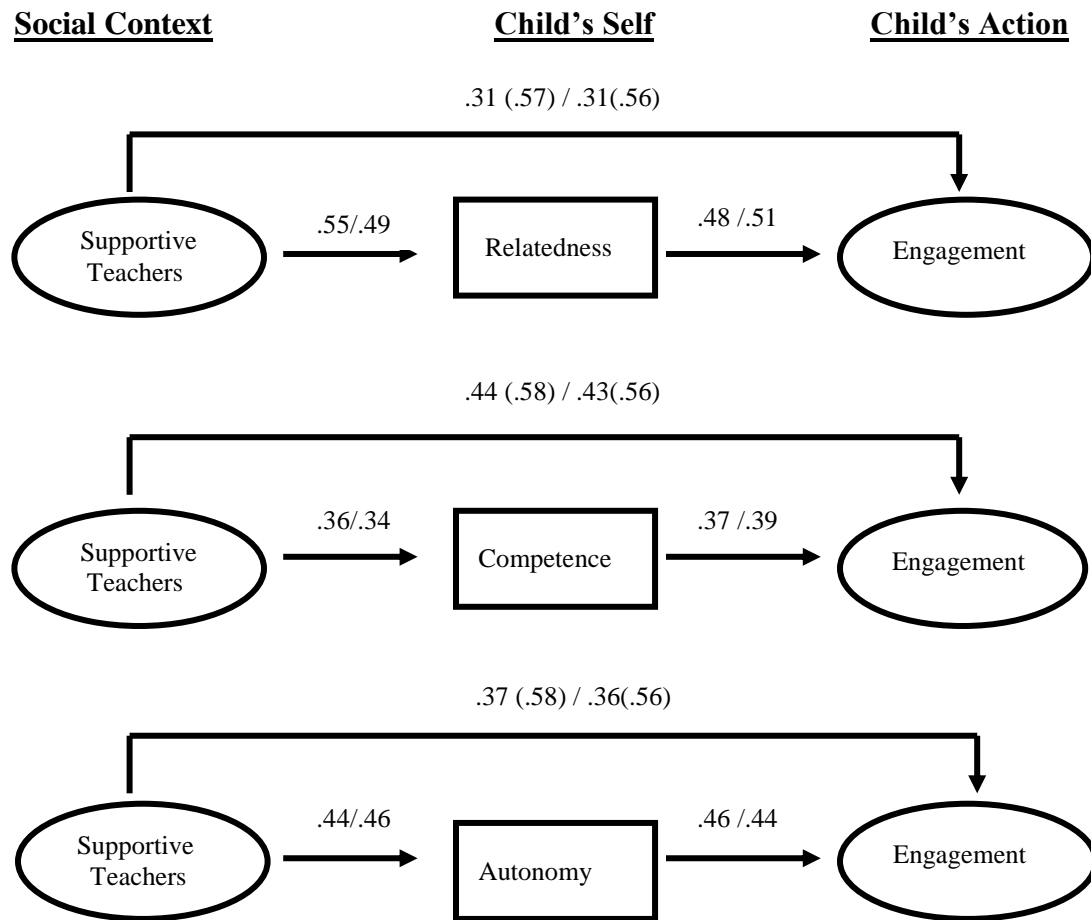 Social Context Child’s Self Child’s Action
.31 (.57) / .31(.56)
.55/.49 .48 /.51
Supportive
Teachers
Relatedness
Engagement
.44 (.58) / .43(.56)
.36/.34 .37 /.39
Supportive
Teachers
Competence
Engagement
.37 (.58) / .36(.56)
.44/.46 .46 /.44
Supportive
Teachers
Autonomy
Engagement